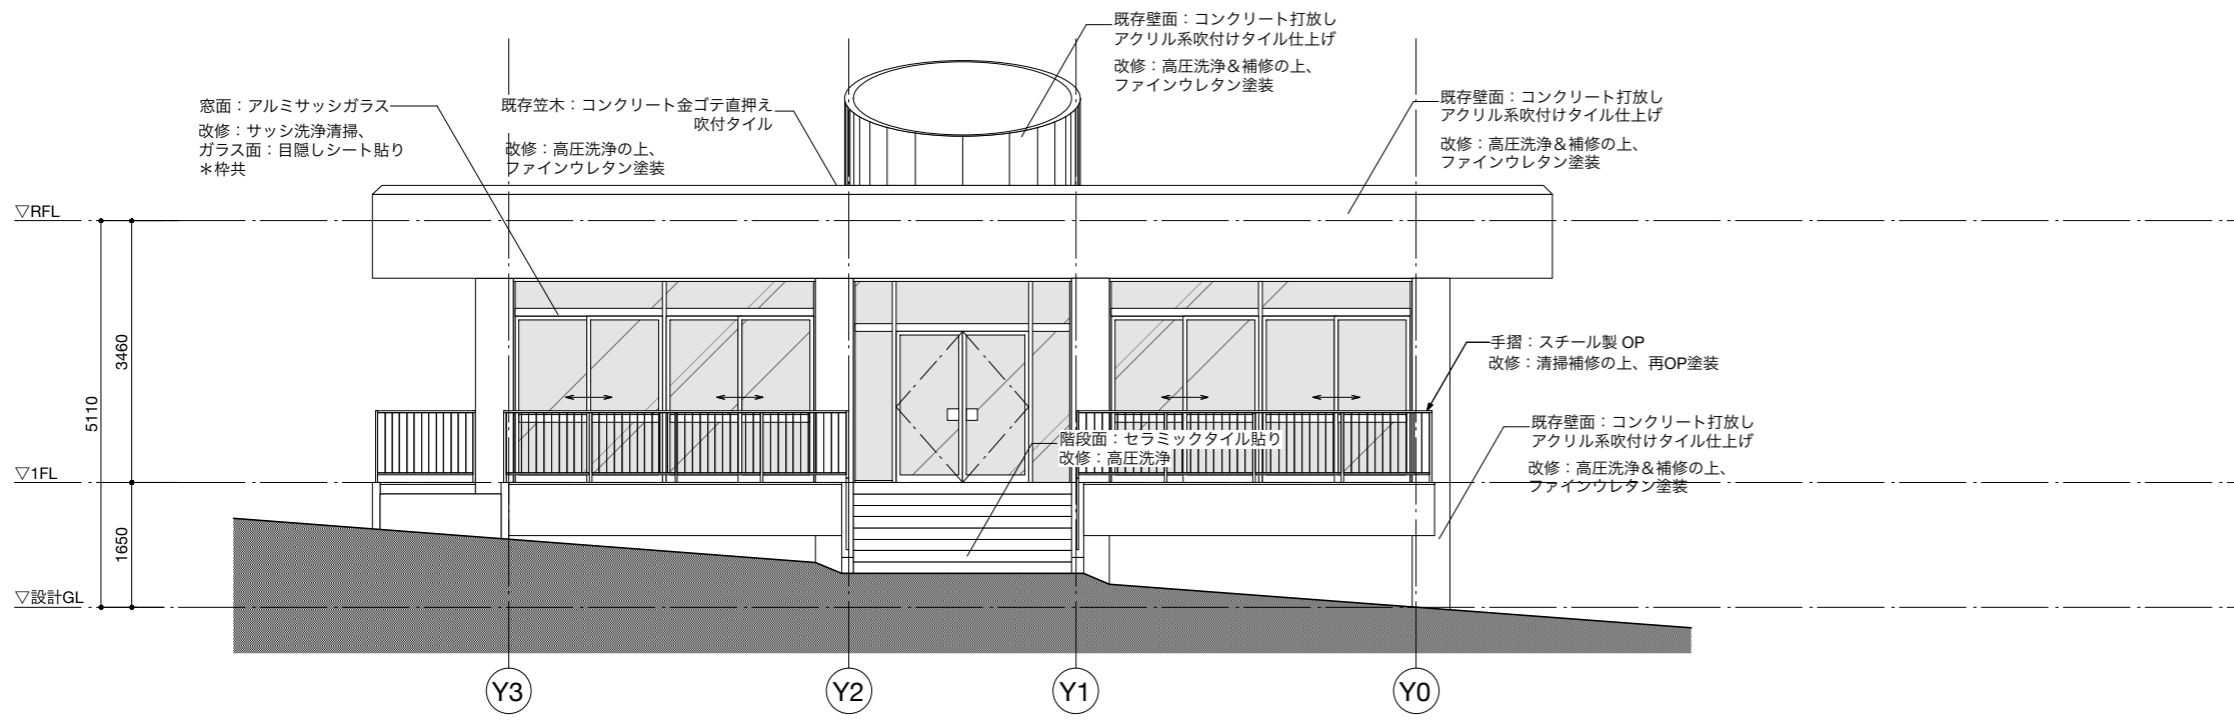 既存壁面：コンクリート打放し
アクリル系吹付けタイル仕上げ
改修：高圧洗浄＆補修の上、
ファインウレタン塗装
窓面：アルミサッシガラス
改修：サッシ洗浄清掃、
ガラス面：目隠しシート貼り
＊枠共
既存笠木：コンクリート金ゴテ直押え
吹付タイル
改修：高圧洗浄の上、
ファインウレタン塗装
既存壁面：コンクリート打放し
アクリル系吹付けタイル仕上げ
改修：高圧洗浄＆補修の上、
ファインウレタン塗装
▽RFL
3460
5110
手摺：スチール製 OP
改修：清掃補修の上、再OP塗装
既存壁面：コンクリート打放し
アクリル系吹付けタイル仕上げ
改修：高圧洗浄＆補修の上、
ファインウレタン塗装
階段面：セラミックタイル貼り
改修：高圧洗浄
▽1FL
1650
▽設計GL
Y3
Y2
Y1
Y0